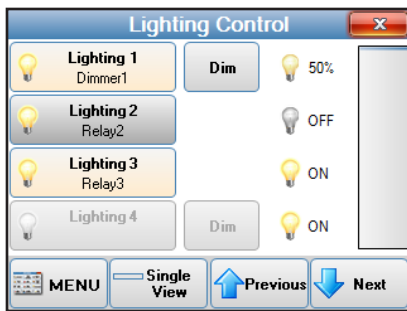 Lighting Control
x
Lighting 1
Dimmer1
Dim
50%
Lighting 2
Relay2
OFF
Lighting 3
Relay3
ON
Lighting 4
Dim
ON
MENU
Single
View
Previous
Next